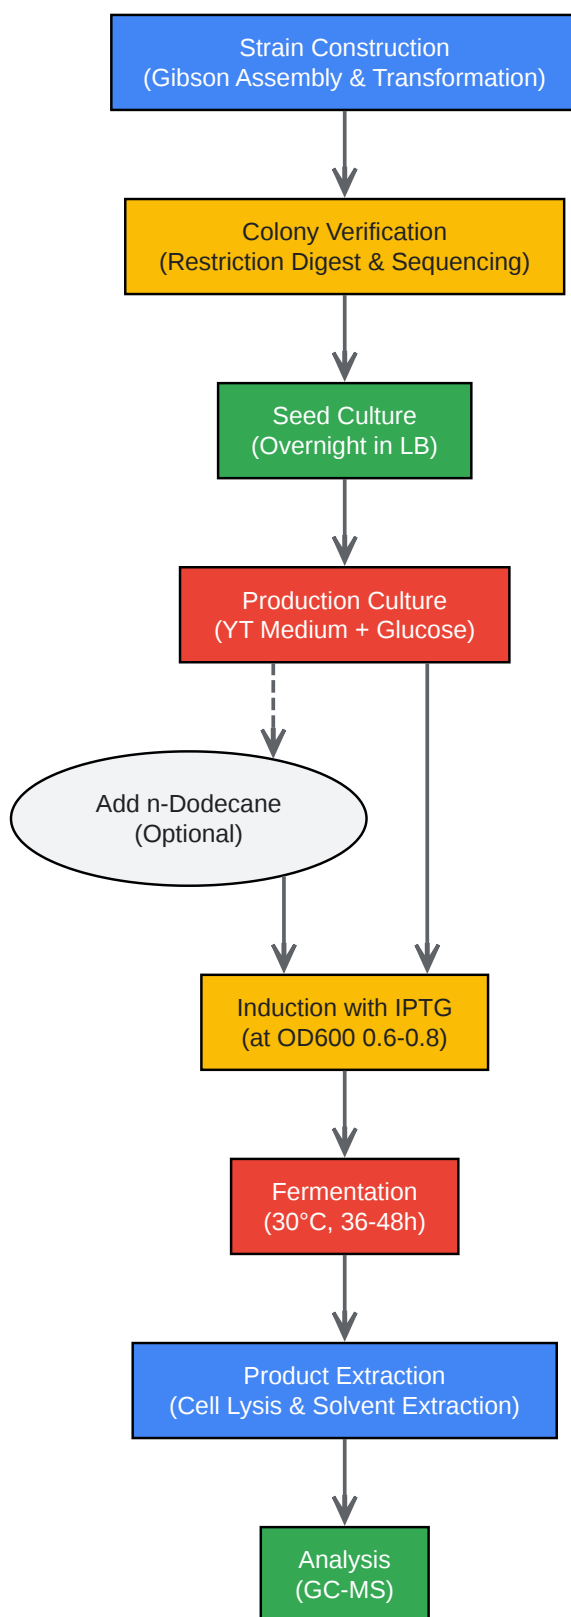 Strain Construction
(Gibson Assembly & Transformation)
Colony Verification
(Restriction Digest & Sequencing)
Seed Culture
(Overnight in LB)
Production Culture
(YT Medium + Glucose)
Add n-Dodecane
(Optional)
Induction with IPTG
(at OD600 0.6-0.8)
Fermentation
(30°C, 36-48h)
Product Extraction
(Cell Lysis & Solvent Extraction)
Analysis
(GC-MS)